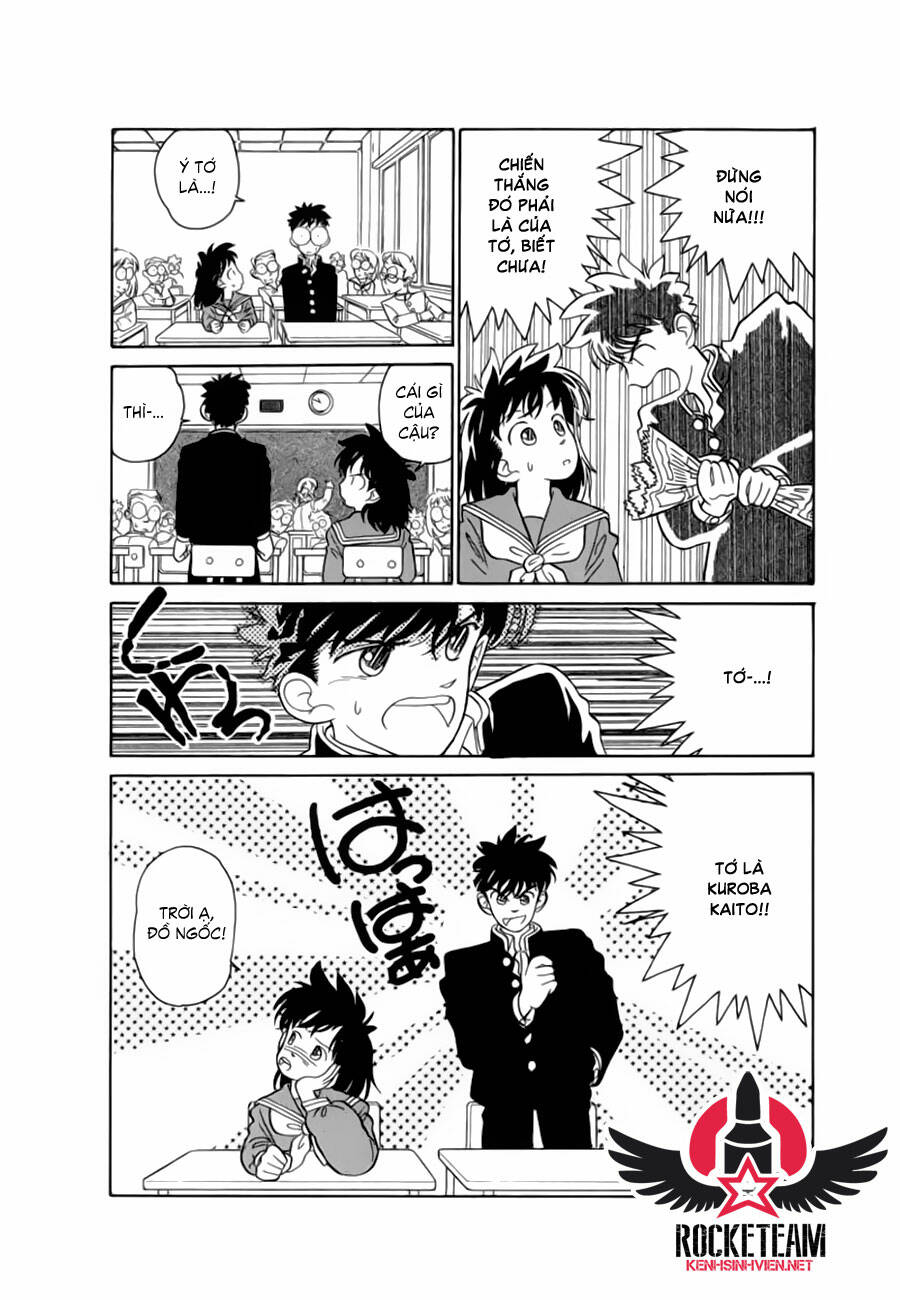 ĐỪNG
NÓI
NỮA!!!
CHIẾN
THẮNG
ĐÓ PHẢI
LÀ CỦA
TỚ, BIẾT
CHƯA!
Ý TỚ
LÀ...!
CÁI GÌ
CỦA
CẬU?
THÌ-...
TỚ-...!
TỚ LÀ
KUROBA
KAITO!!
はっはぁ
TRỜI Ạ,
ĐỒ NGỐC!
ROCKETEAM
KENHSINHVIEN.NET